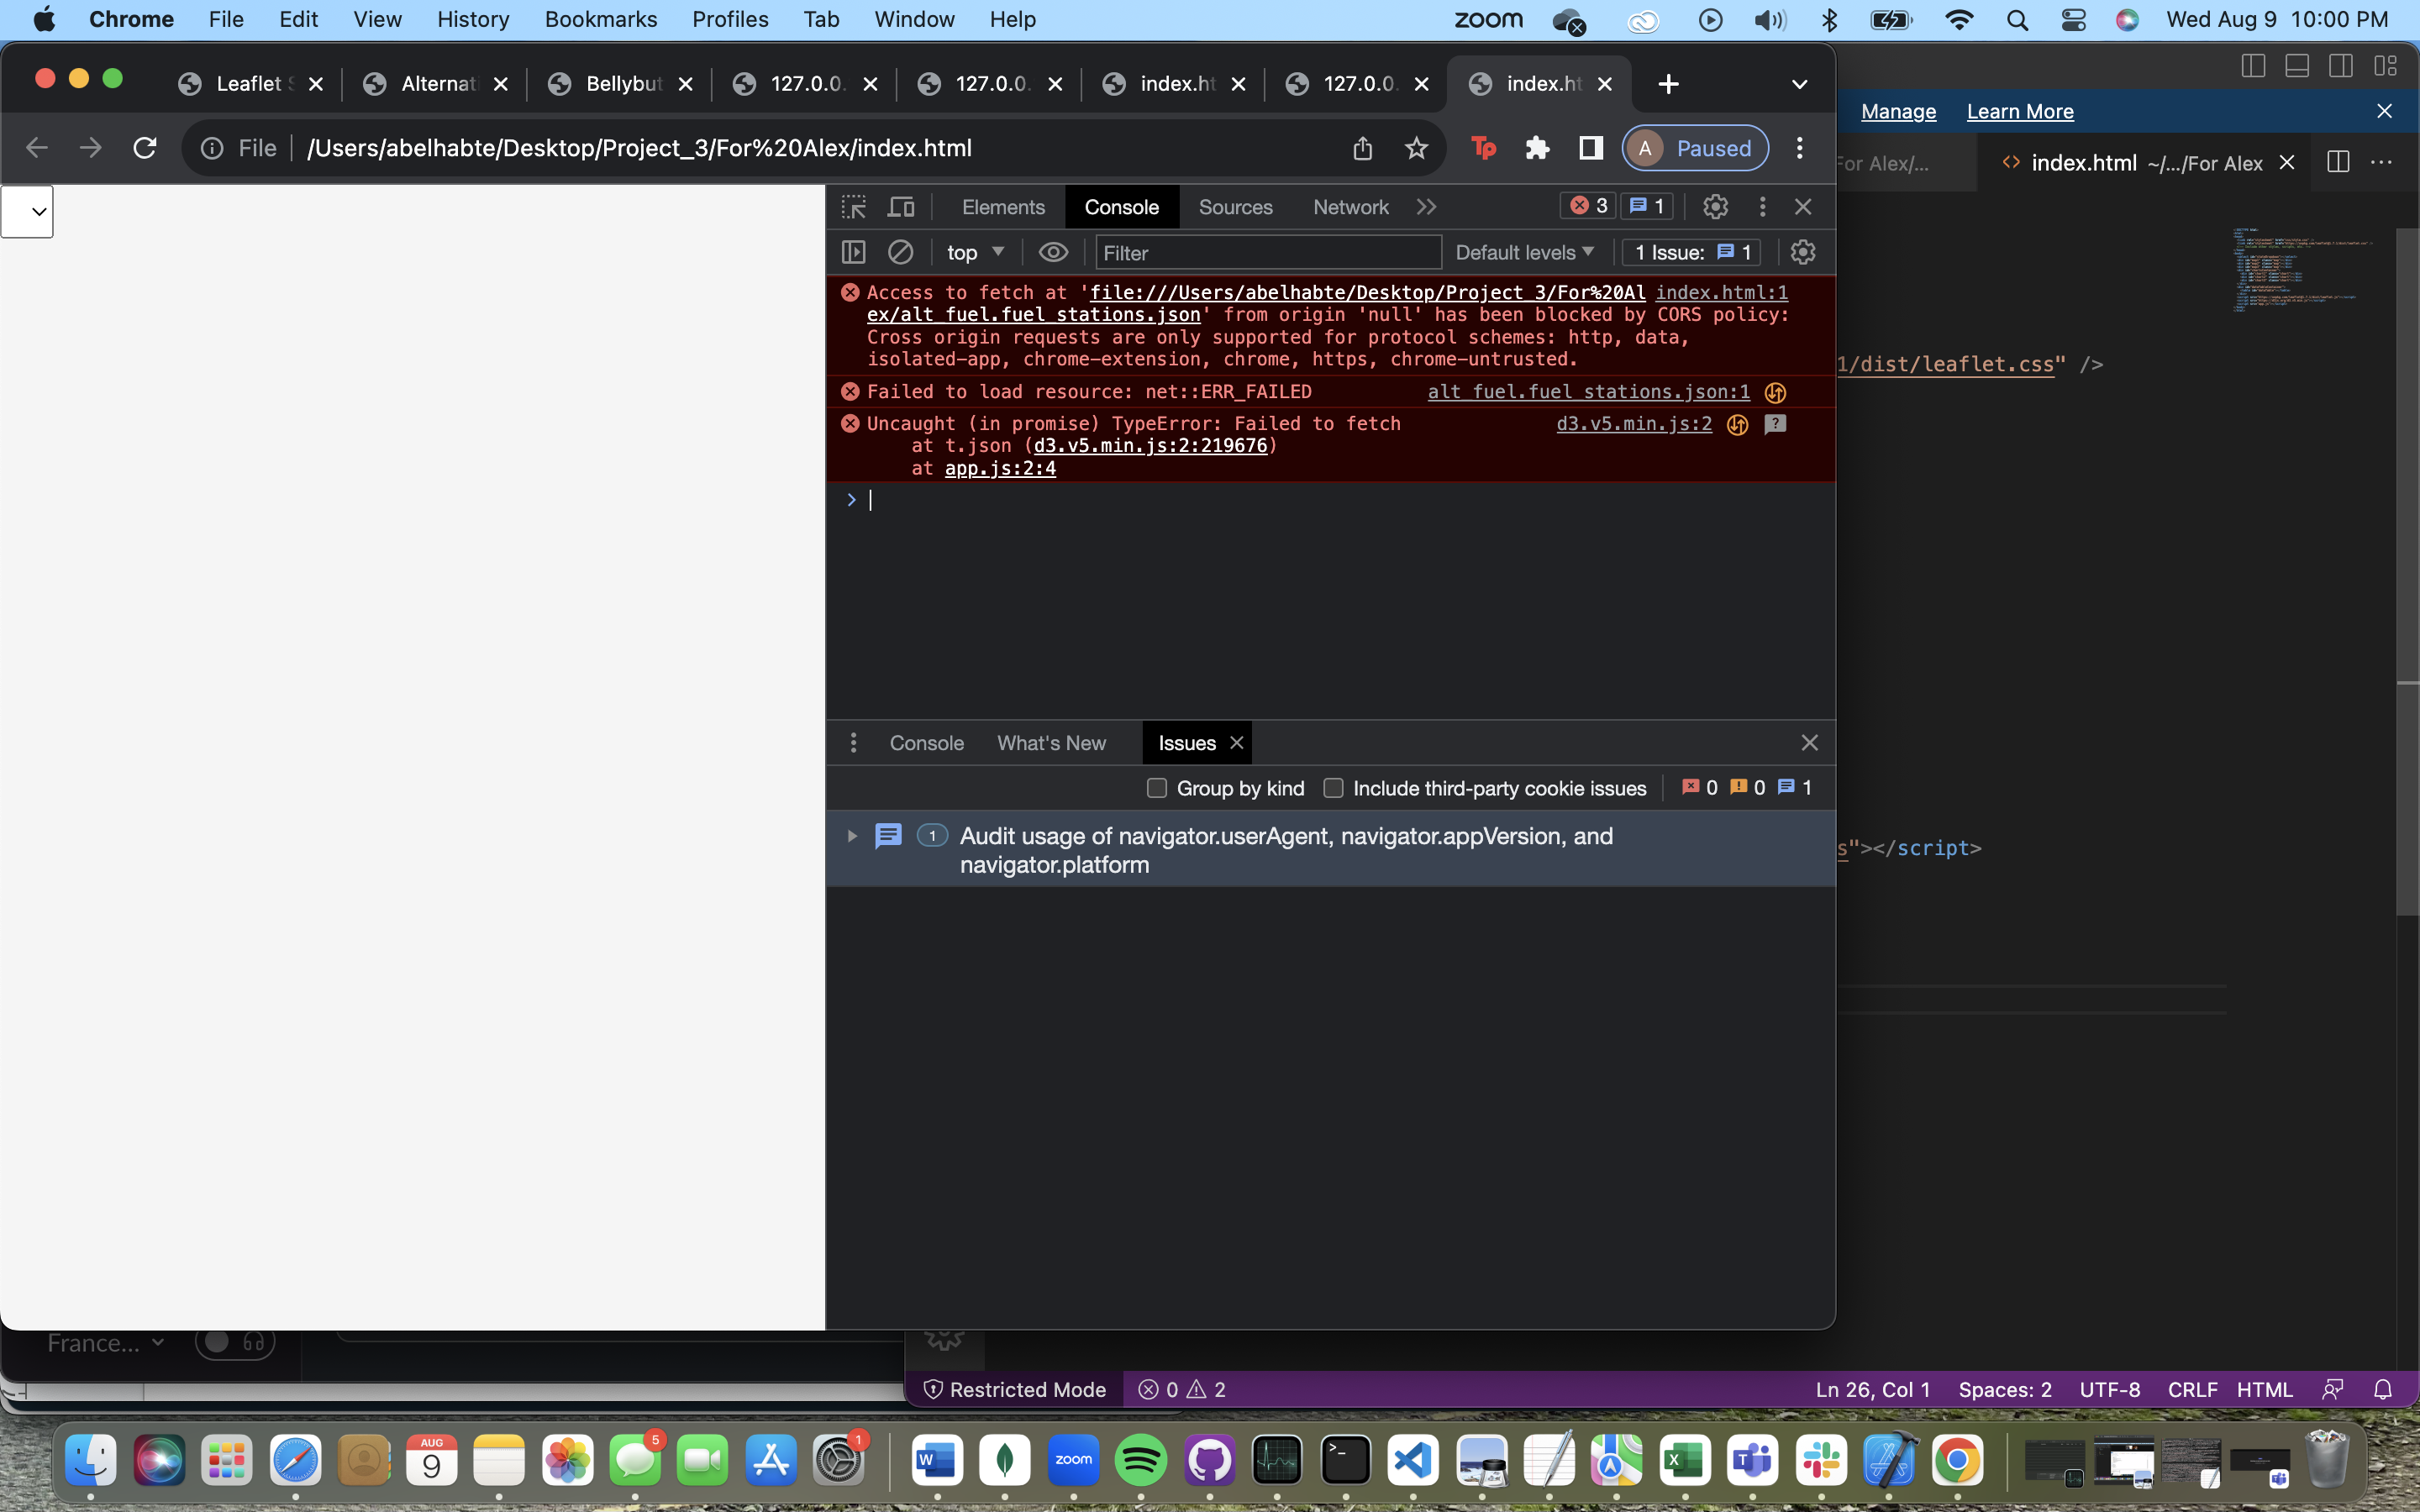 Chrome File Edit View History Bookmarks Profiles Tab Window Help zoom Wed Aug 9 10:00 PM
Leaflet S Alternati Bellybut 127.0.0. 127.0.0. index.ht 127.0.0. index.ht
File /Users/abelhabte/Desktop/Project_3/For%20Alex/index.html Tp A Paused
Manage Learn More
For Alex/... index.html ~/.../For Alex
Elements Console Sources Network 3 1
top Filter Default levels 1 Issue: 1
Access to fetch at 'file:///Users/abelhabte/Desktop/Project_3/For%20Al index.html:1
ex/alt_fuel.fuel_stations.json' from origin 'null' has been blocked by CORS policy:
Cross origin requests are only supported for protocol schemes: http, data,
isolated-app, chrome-extension, chrome, https, chrome-untrusted.
Failed to load resource: net::ERR_FAILED alt_fuel.fuel_stations.json:1
Uncaught (in promise) TypeError: Failed to fetch d3.v5.min.js:2
at t.json (d3.v5.min.js:2:219676)
at app.js:2:4
>
1/dist/leaflet.css" />
s"></script>
Console What's New Issues
Group by kind Include third-party cookie issues 0 0 1
1 Audit usage of navigator.userAgent, navigator.appVersion, and
navigator.platform
France...
Restricted Mode 0 2 Ln 26, Col 1 Spaces: 2 UTF-8 CRLF HTML
AUG 9 5 1 W zoom >_ X T